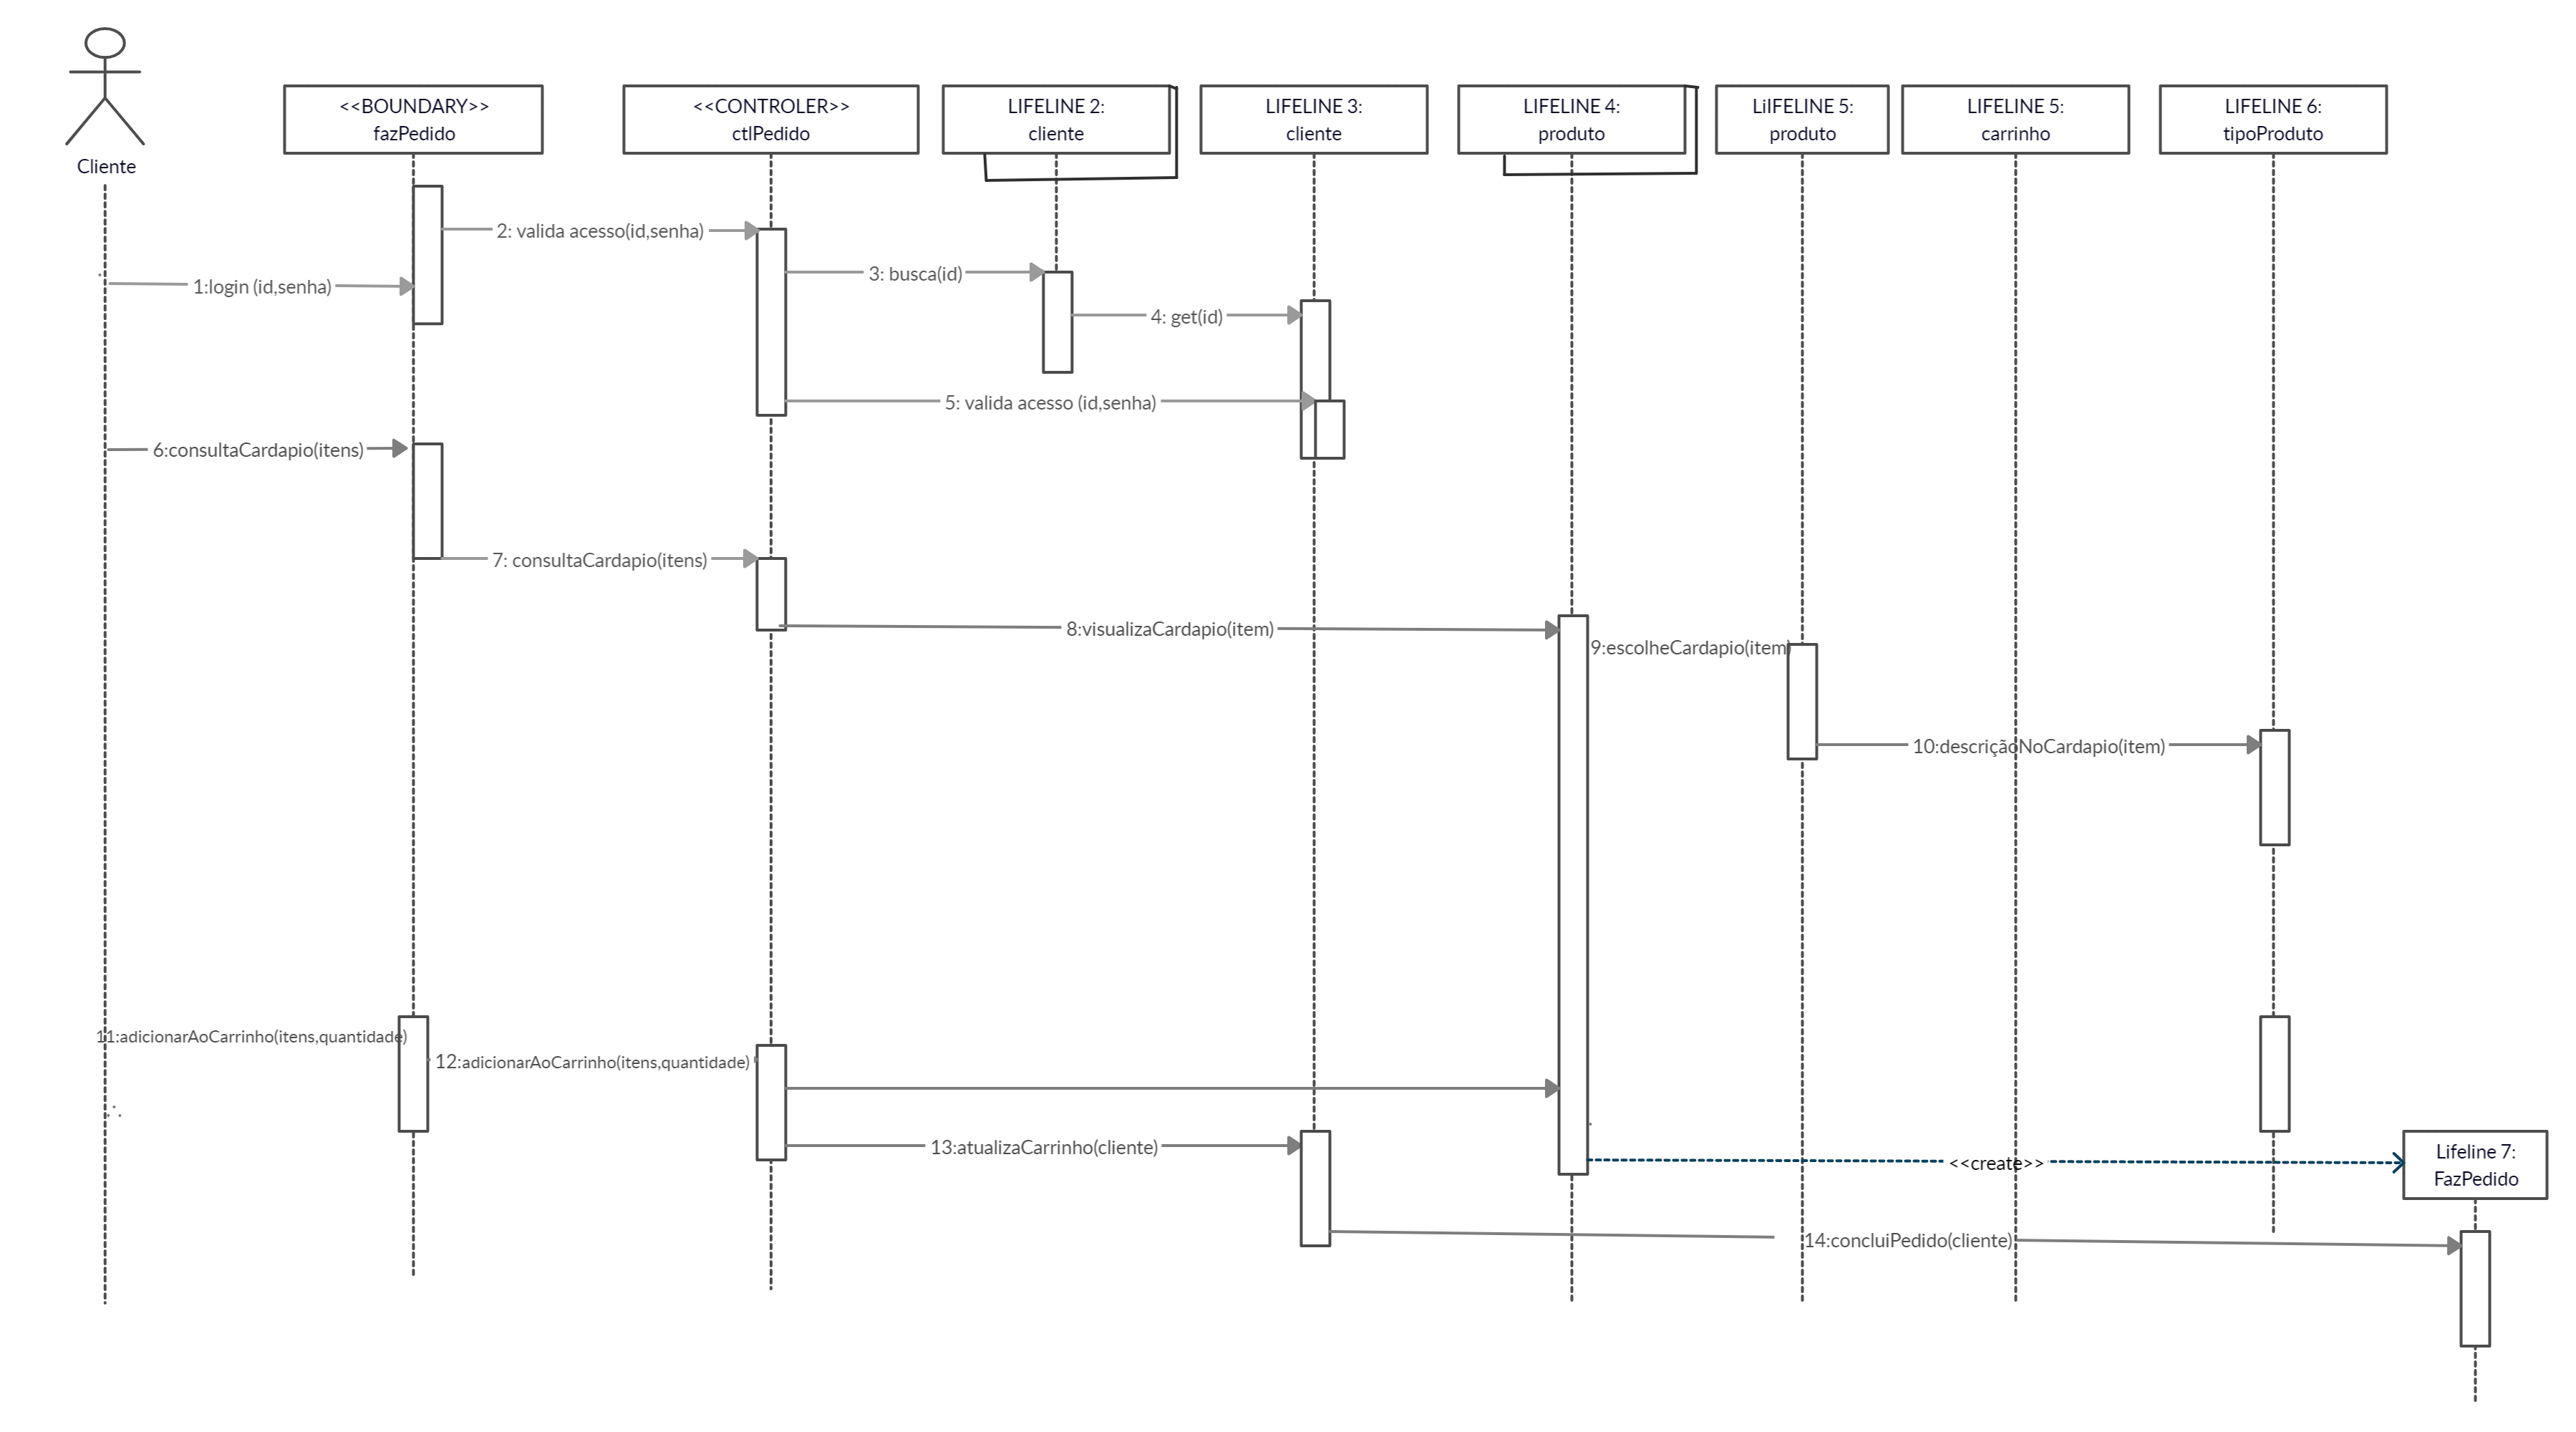 Cliente
<<BOUNDARY>>
fazPedido
<<CONTROLER>>
ctlPedido
LIFELINE 2:
cliente
LIFELINE 3:
cliente
LIFELINE 4:
produto
LiIFELINE 5:
produto
LIFELINE 5:
carrinho
LIFELINE 6:
tipoProduto
2: valida acesso(id,senha)
1:login (id,senha)
3: busca(id)
4: get(id)
5: valida acesso (id,senha)
6:consultaCardapio(itens)
7: consultaCardapio(itens)
8:visualizaCardapio(item)
9:escolheCardapio(item)
10:descriçãoNoCardapio(item)
11:adicionarAoCarrinho(itens,quantidade)
12:adicionarAoCarrinho(itens,quantidade)
13:atualizaCarrinho(cliente)
<<create>>
Lifeline 7:
FazPedido
14:concluiPedido(cliente)